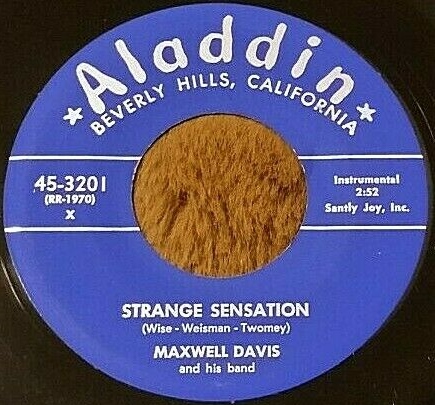 Aladdin
★ BEVERLY HILLS, CALIFORNIA ★
45-3201
(RR-1970)
X
Instrumental
2:52
Santly Joy, Inc.
STRANGE SENSATION
(Wise - Weisman - Twomey)
MAXWELL DAVIS
and his band